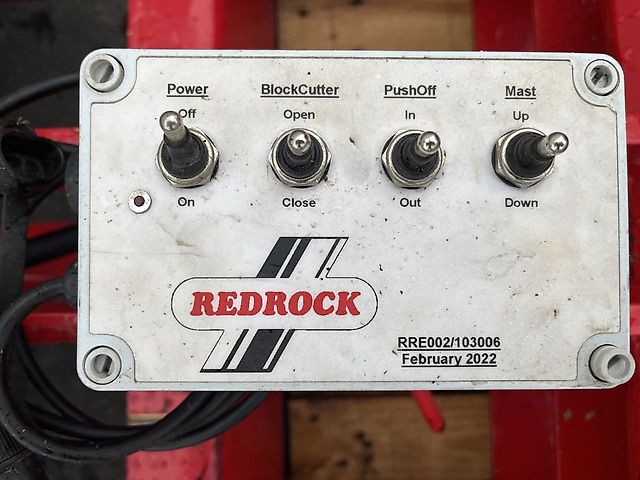 Power BlockCutter PushOff Mast
Off Open In Up
On Close Out Down
REDROCK
RRE002/103006
February 2022